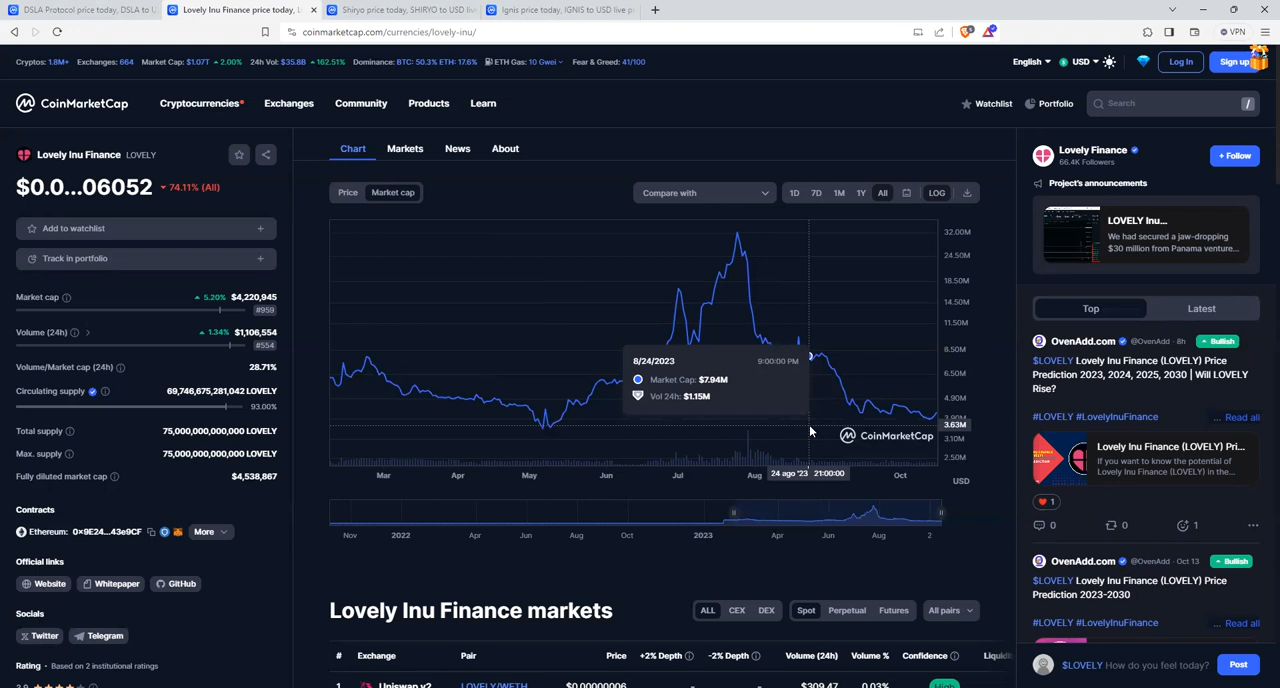 DSLA Protocol price today, DSLA to U
Lovely Inu Finance price today, L
Shiryo price today, SHIRYO to USD live
Ignis price today, IGNIS to USD live pr
coinmarketcap.com/currencies/lovely-inu/
VPN
Cryptos: 1.8M+ Exchanges: 664 Market Cap: $1.07T 2.00% 24h Vol: $35.8B 162.51% Dominance: BTC: 50.3% ETH: 17.6% ETH Gas: 10 Gwei Fear & Greed: 41/100
English USD Log In Sign up
CoinMarketCap
Cryptocurrencies Exchanges Community Products Learn
Watchlist Portfolio Search /
Lovely Inu Finance LOVELY
$0.0...06052 74.11% (All)
Add to watchlist +
Track in portfolio +
Market cap 5.20% $4,220,945
#959
Volume (24h) 1.34% $1,106,554
#554
Volume/Market cap (24h) 28.71%
Circulating supply 69,746,675,281,042 LOVELY
93.00%
Total supply 75,000,000,000,000 LOVELY
Max. supply 75,000,000,000,000 LOVELY
Fully diluted market cap $4,538,867
Contracts
Ethereum: 0x9E24...43e9CF More
Official links
Website Whitepaper GitHub
Socials
Twitter Telegram
Rating • Based on 2 institutional ratings
Chart Markets News About
Price Market cap
Compare with
1D 7D 1M 1Y All LOG
32.00M
24.50M
18.50M
14.50M
11.50M
8.50M
6.50M
4.90M
3.63M
3.10M
2.50M
USD
8/24/2023 9:00:00 PM
Market Cap: $7.94M
Vol 24h: $1.15M
CoinMarketCap
Mar Apr May Jun Jul Aug Oct
24 ago '23 21:00:00
Nov 2022 Apr Jun Aug Oct 2023 Apr Jun Aug 2
Lovely Inu Finance markets
ALL CEX DEX Spot Perpetual Futures All pairs
# Exchange Pair Price +2% Depth -2% Depth Volume (24h) Volume % Confidence Liquidi
1 Uniswap v2 LOVELY/WETH $0.00000006 - - $309.47 0.03% High
Lovely Finance
66.4K Followers
+ Follow
Project's announcements
LOVELY Inu...
We had secured a jaw-dropping
$30 million from Panama venture...
Top Latest
OvenAdd.com @OvenAdd · 8h Bullish
$LOVELY Lovely Inu Finance (LOVELY) Price
Prediction 2023, 2024, 2025, 2030 | Will LOVELY
Rise?
#LOVELY #LovelyInuFinance ... Read all
Lovely Inu Finance (LOVELY) Pri...
If you want to know the potential of
Lovely Inu Finance (LOVELY) in the...
1
0 0 1 ...
OvenAdd.com @OvenAdd · Oct 13 Bullish
$LOVELY Lovely Inu Finance (LOVELY) Price
Prediction 2023-2030
#LOVELY #LovelyInuFinance ... Read all
$LOVELY How do you feel today? Post